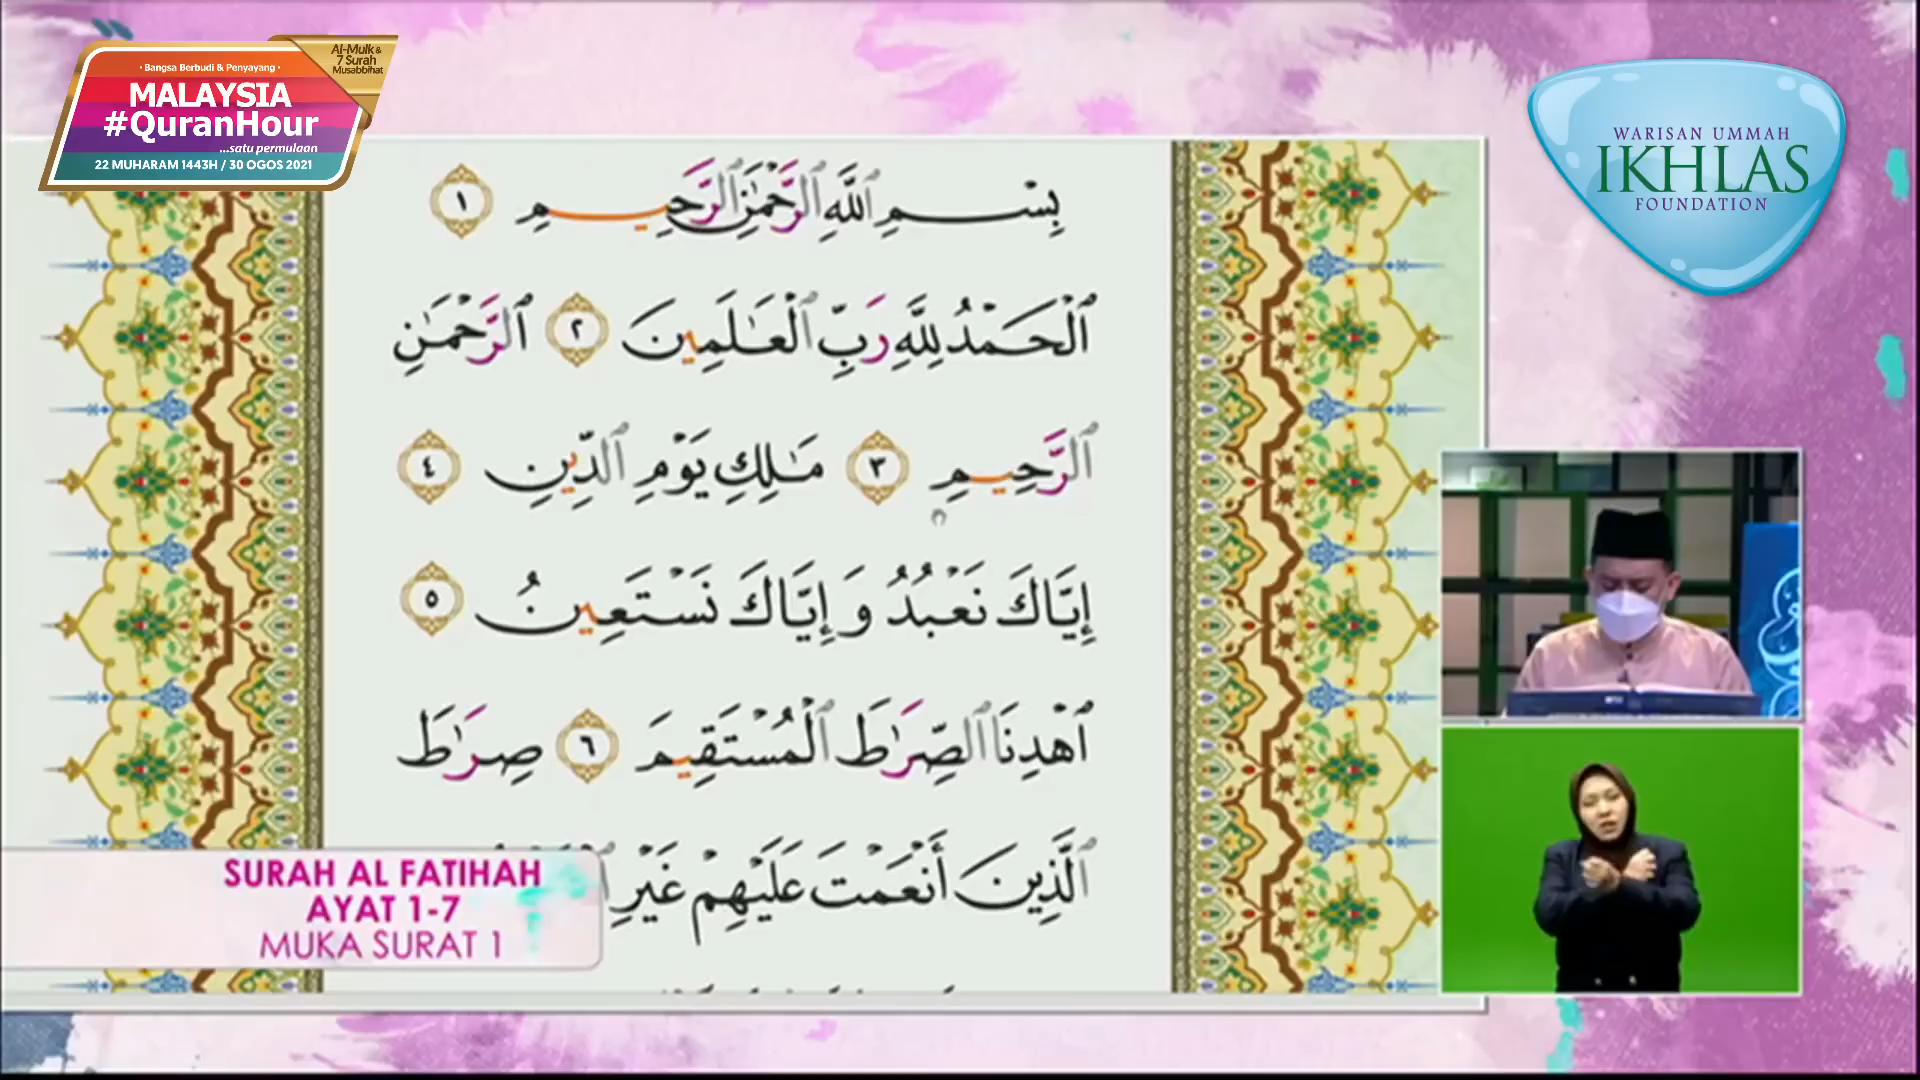 · Bangsa Berbudi & Penyayang ·
Al-Mulk &
7 Surah
Musabbihat
MALAYSIA
#QuranHour
...satu permulaan
22 MUHARAM 1443H / 30 OGOS 2021
WARISAN UMMAH
IKHLAS
FOUNDATION
بِسْمِ ٱللَّهِ ٱلرَّحْمَٰنِ ٱلرَّحِيمِ ١
ٱلْحَمْدُ لِلَّهِ رَبِّ ٱلْعَٰلَمِينَ ٢ ٱلرَّحْمَٰنِ
ٱلرَّحِيمِ ٣ مَٰلِكِ يَوْمِ ٱلدِّينِ ٤
إِيَّاكَ نَعْبُدُ وَإِيَّاكَ نَسْتَعِينُ ٥
ٱهْدِنَا ٱلصِّرَٰطَ ٱلْمُسْتَقِيمَ ٦ صِرَٰطَ
ٱلَّذِينَ أَنْعَمْتَ عَلَيْهِمْ غَيْرِ
SURAH AL FATIHAH
AYAT 1-7
MUKA SURAT 1